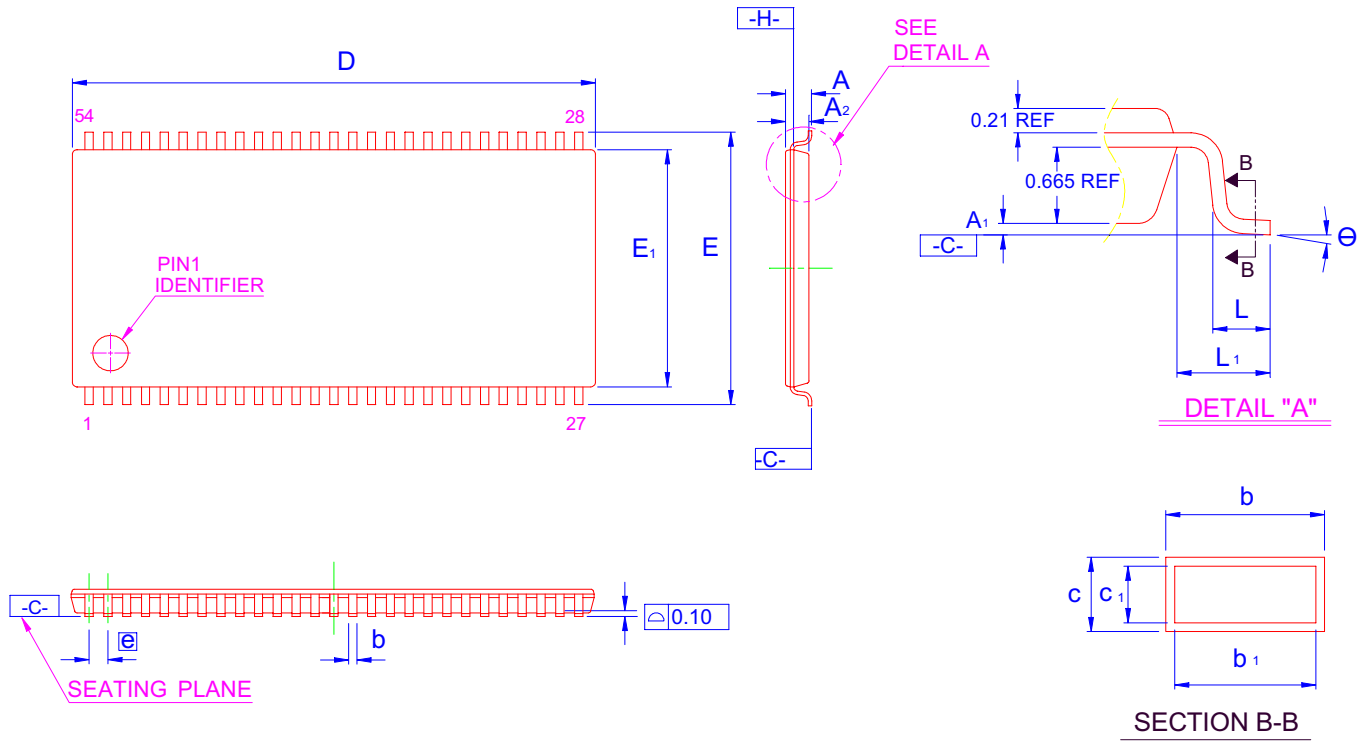 -H-
SEE
DETAIL A
D
A
A2
54
28
0.21 REF
B
0.665 REF
E1
E
A1
-C-
Θ
PIN1
IDENTIFIER
B
L
L1
1
27
DETAIL "A"
-C-
b
-C-
0.10
c
c1
e
b
b1
SEATING PLANE
SECTION B-B